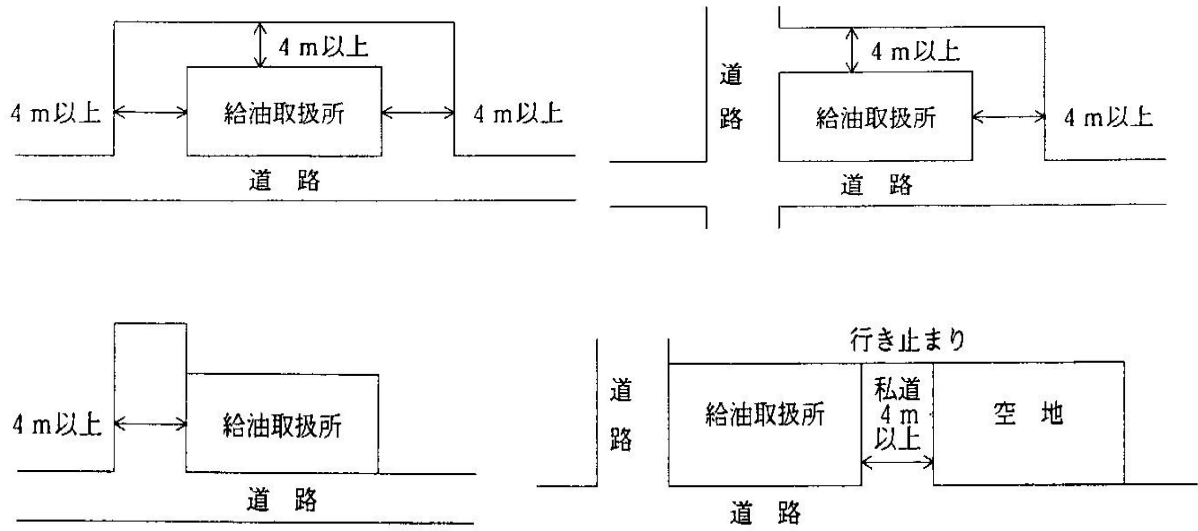 4m以上
4m以上
給油取扱所
4m以上
道路
道路
4m以上
給油取扱所
4m以上
道路
4m以上
給油取扱所
道路
行き止まり
道路
給油取扱所
私道
4m
以上
空地
道路